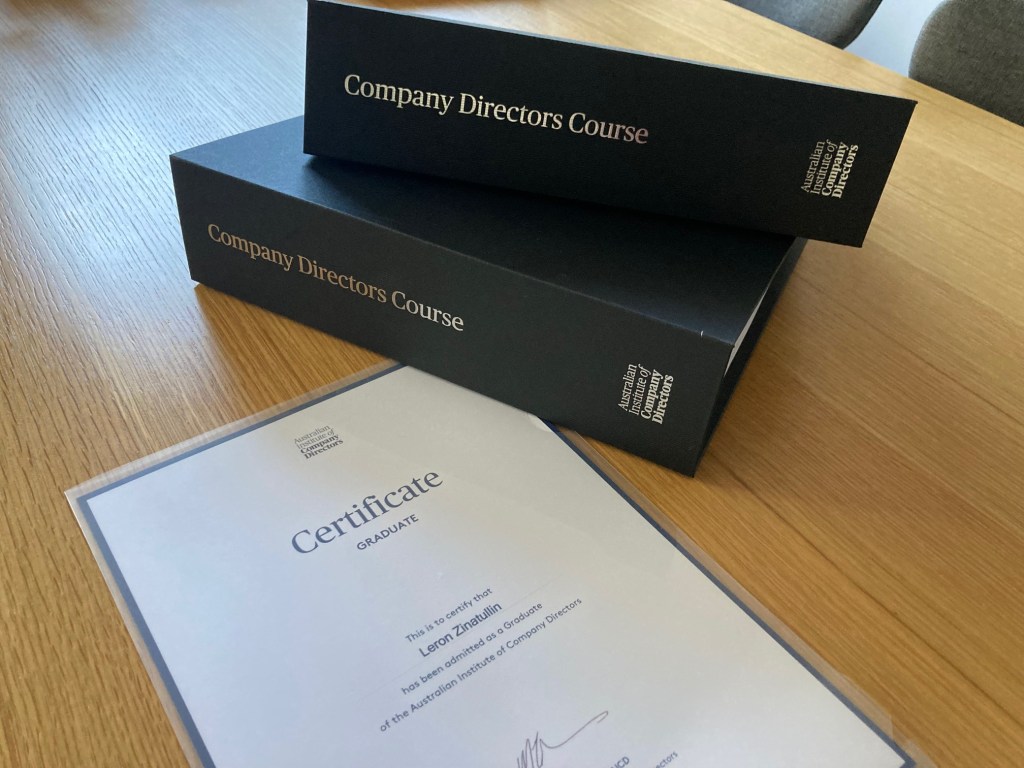 Company Directors Course
Australian
Institute of
Company
Directors
Company Directors Course
Australian
Institute of
Company
Directors
Australian
Institute of
Company
Directors
Certificate
GRADUATE
This is to certify that
Leron Zinatullin
has been admitted as a Graduate
of the Australian Institute of Company Directors